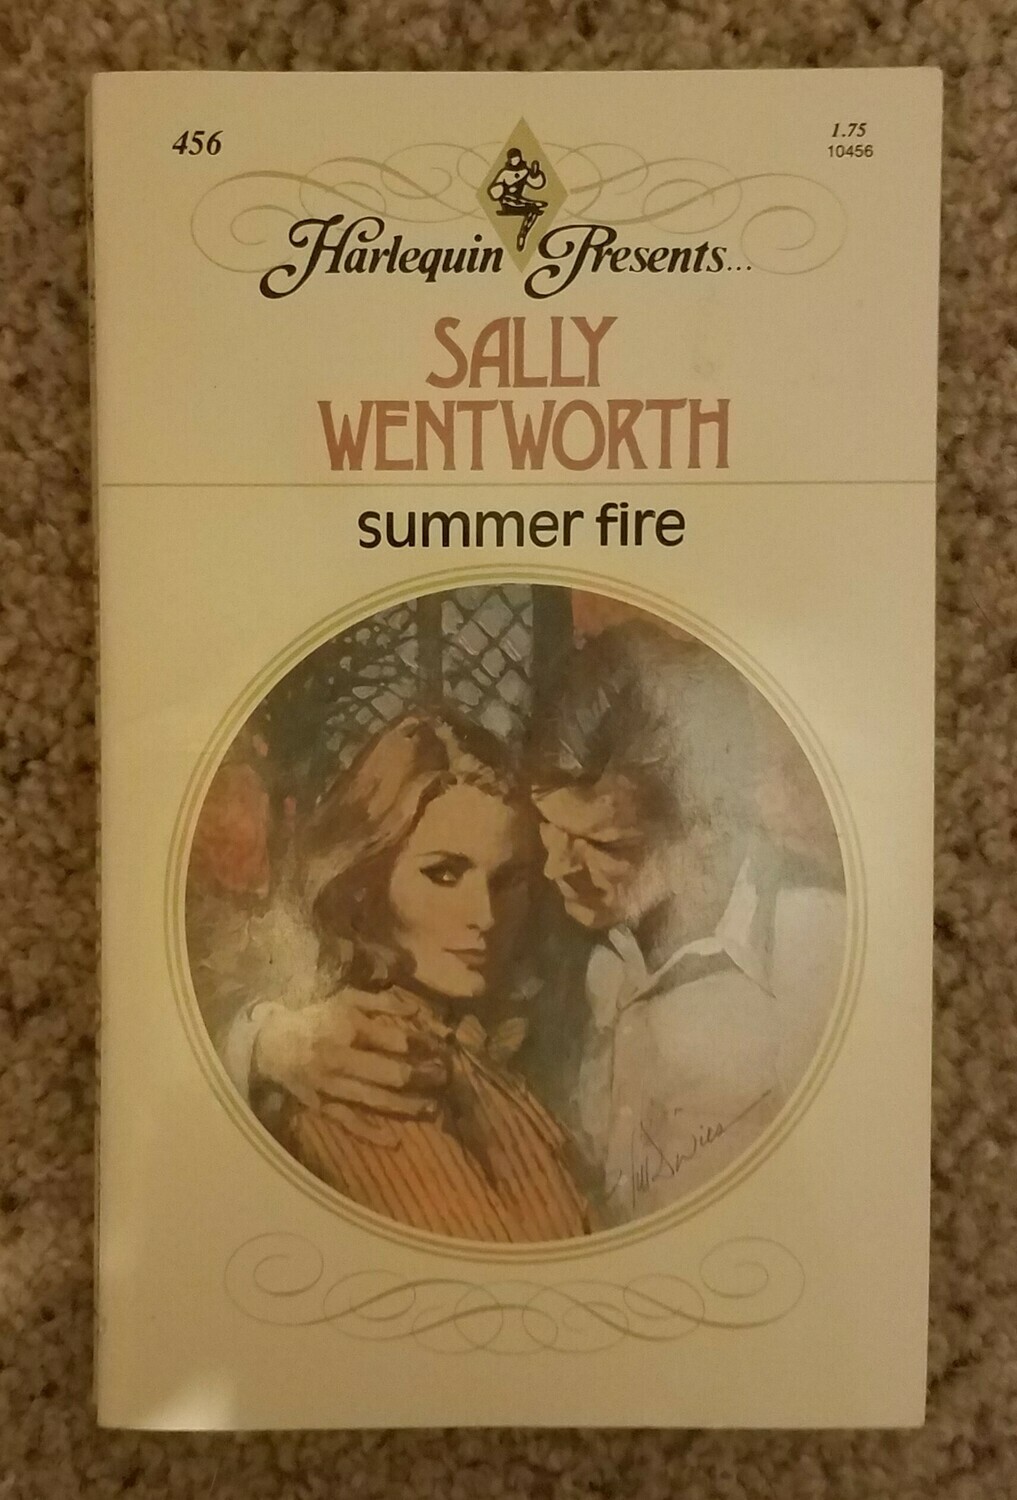 456
1.75
10456
Harlequin Presents...
SALLY
WENTWORTH
summer fire